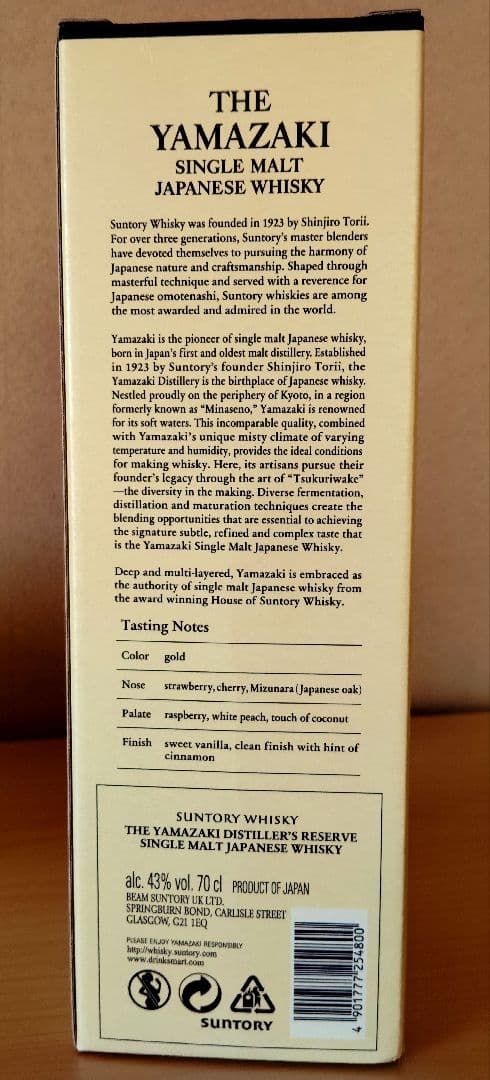 THE
YAMAZAKI
SINGLE MALT
JAPANESE WHISKY
Suntory Whisky was founded in 1923 by Shinjiro Torii.
For over three generations, Suntory's master blenders
have devoted themselves to pursuing the harmony of
Japanese nature and craftsmanship. Shaped through
masterful technique and served with a reverence for
Japanese omotenashi, Suntory whiskies are among
the most awarded and admired in the world.
Yamazaki is the pioneer of single malt Japanese whisky,
born in Japan's first and oldest malt distillery. Established
in 1923 by Suntory's founder Shinjiro Torii, the
Yamazaki Distillery is the birthplace of Japanese whisky.
Nestled proudly on the periphery of Kyoto, in a region
formerly known as "Minaseno," Yamazaki is renowned
for its soft waters. This incomparable quality, combined
with Yamazaki's unique misty climate of varying
temperature and humidity, provides the ideal conditions
for making whisky. Here, its artisans pursue their
founder's legacy through the art of "Tsukuriwake"
—the diversity in the making. Diverse fermentation,
distillation and maturation techniques create the
blending opportunities that are essential to achieving
the signature subtle, refined and complex taste that
is the Yamazaki Single Malt Japanese Whisky.
Deep and multi-layered, Yamazaki is embraced as
the authority of single malt Japanese whisky from
the award winning House of Suntory Whisky.
Tasting Notes
Color gold
Nose strawberry, cherry, Mizunara (Japanese oak)
Palate raspberry, white peach, touch of coconut
Finish sweet vanilla, clean finish with hint of
cinnamon
SUNTORY WHISKY
THE YAMAZAKI DISTILLER'S RESERVE
SINGLE MALT JAPANESE WHISKY
alc. 43% vol. 70 cl PRODUCT OF JAPAN
BEAM SUNTORY UK LTD.
SPRINGBURN BOND, CARLISLE STREET
GLASGOW, G21 1EQ
PLEASE ENJOY YAMAZAKI RESPONSIBLY
http://whisky.suntory.com
www.drinksmart.com
SUNTORY
4 901777 254800